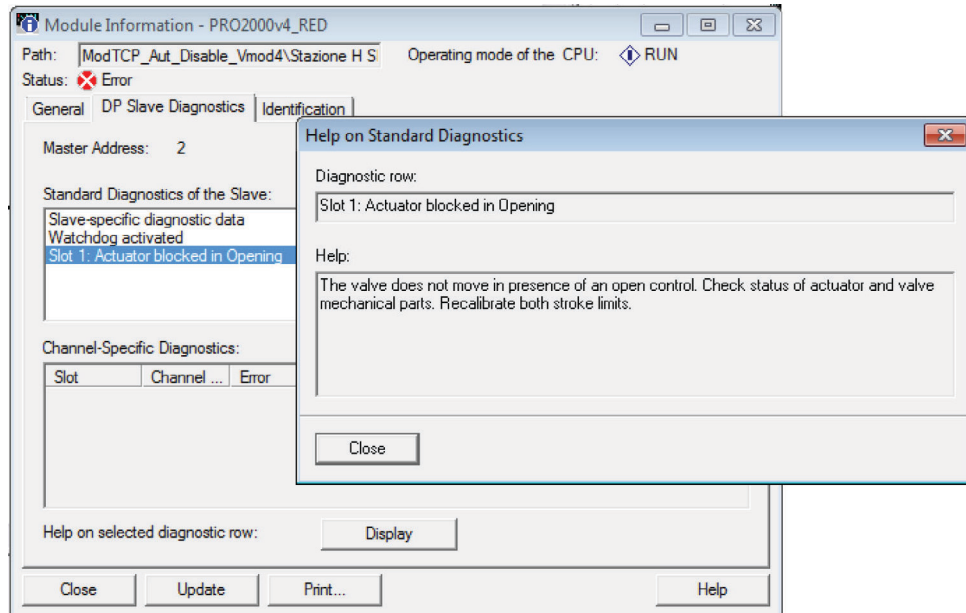 Module Information - PRO2000v4_RED
Path: ModTCP_Aut_Disable_Vmod4\Stazione H S Operating mode of the CPU: RUN
Status: Error
General DP Slave Diagnostics Identification
Master Address: 2
Standard Diagnostics of the Slave:
Slave-specific diagnostic data
Watchdog activated
Slot 1: Actuator blocked in Opening
Channel-Specific Diagnostics:
Slot Channel ... Error
Help on selected diagnostic row: Display
Close Update Print... Help
Help on Standard Diagnostics
Diagnostic row:
Slot 1: Actuator blocked in Opening
Help:
The valve does not move in presence of an open control. Check status of actuator and valve
mechanical parts. Recalibrate both stroke limits.
Close